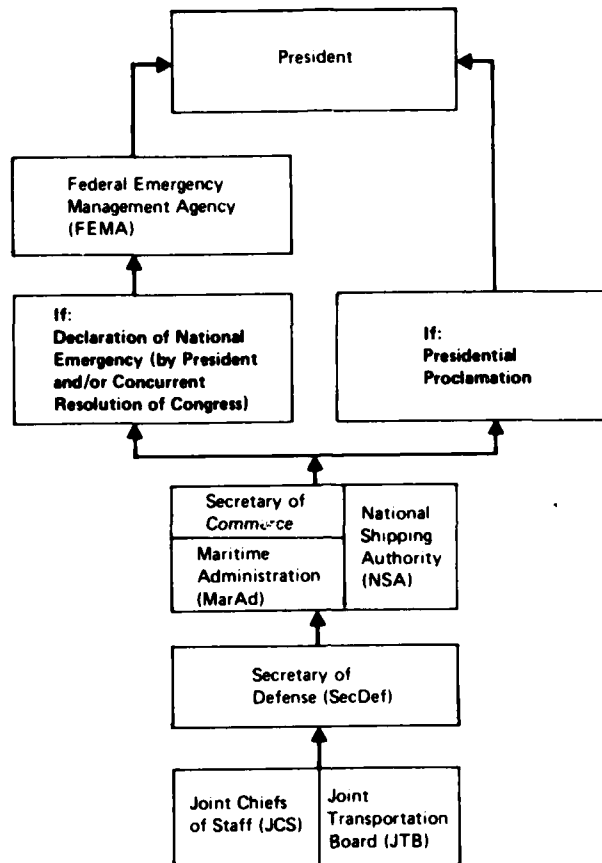 President
Federal Emergency
Management Agency
(FEMA)
If:
Declaration of National
Emergency (by President
and/or Concurrent
Resolution of Congress)
If:
Presidential
Proclamation
Secretary of
Commerce
Maritime
Administration
(MarAd)
National
Shipping
Authority
(NSA)
Secretary of
Defense (SecDef)
Joint Chiefs
of Staff (JCS)
Joint
Transportation
Board (JTB)